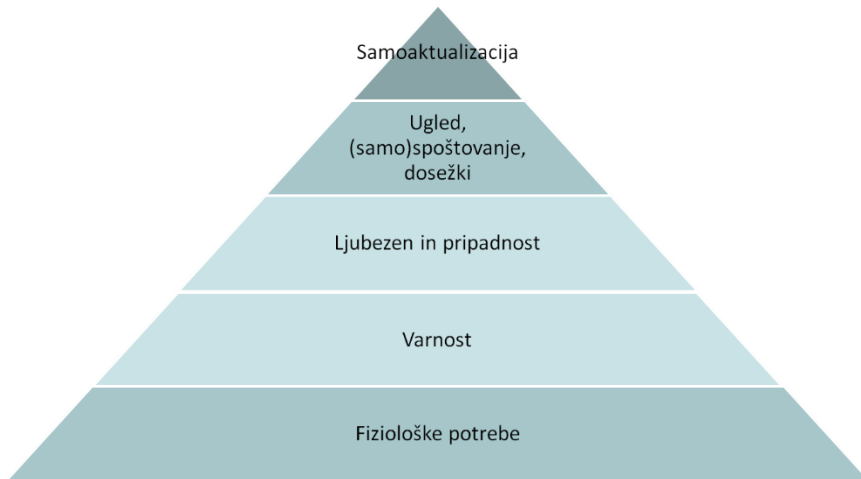 Samoaktualizacija
Ugled,
(samo)spoštovanje,
dosežki
Ljubezen in pripadnost
Varnost
Fiziološke potrebe